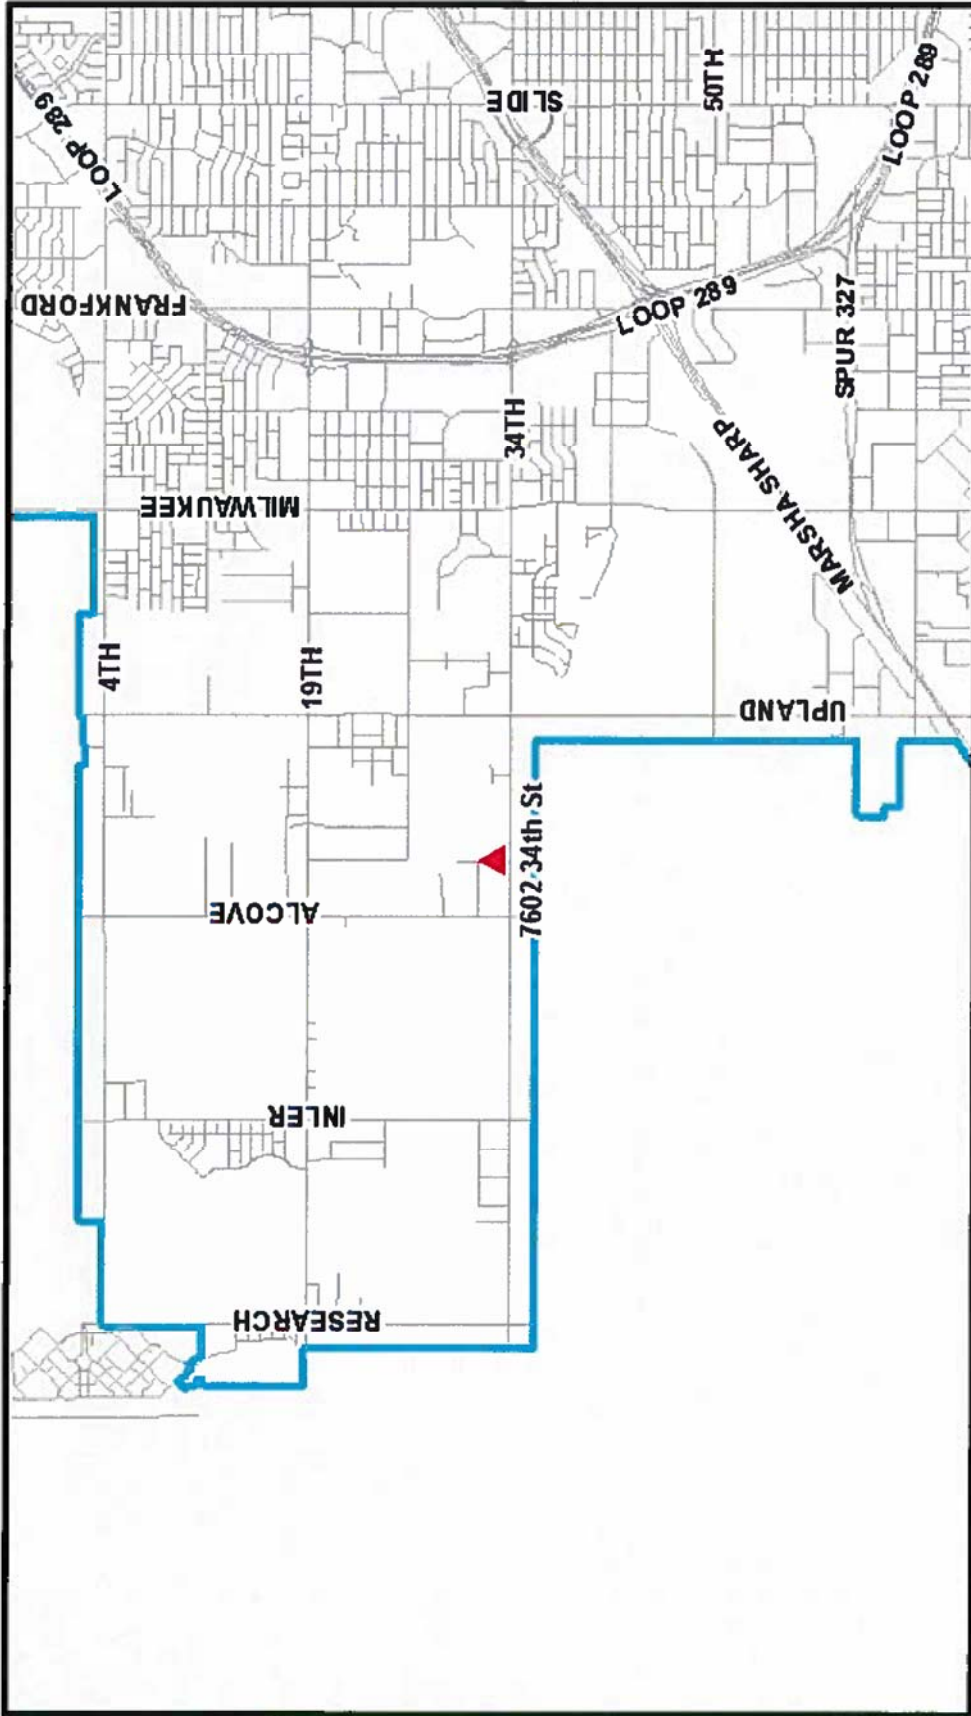 LOOP 289
SLIDE
50TH
LOOP 289
FRANKFORD
LOOP 289
SPUR 327
34TH
MARSHA SHARP
MILWAUKEE
4TH
19TH
UPLAND
7602 34th St
ALCOVE
INLER
RESEARCH